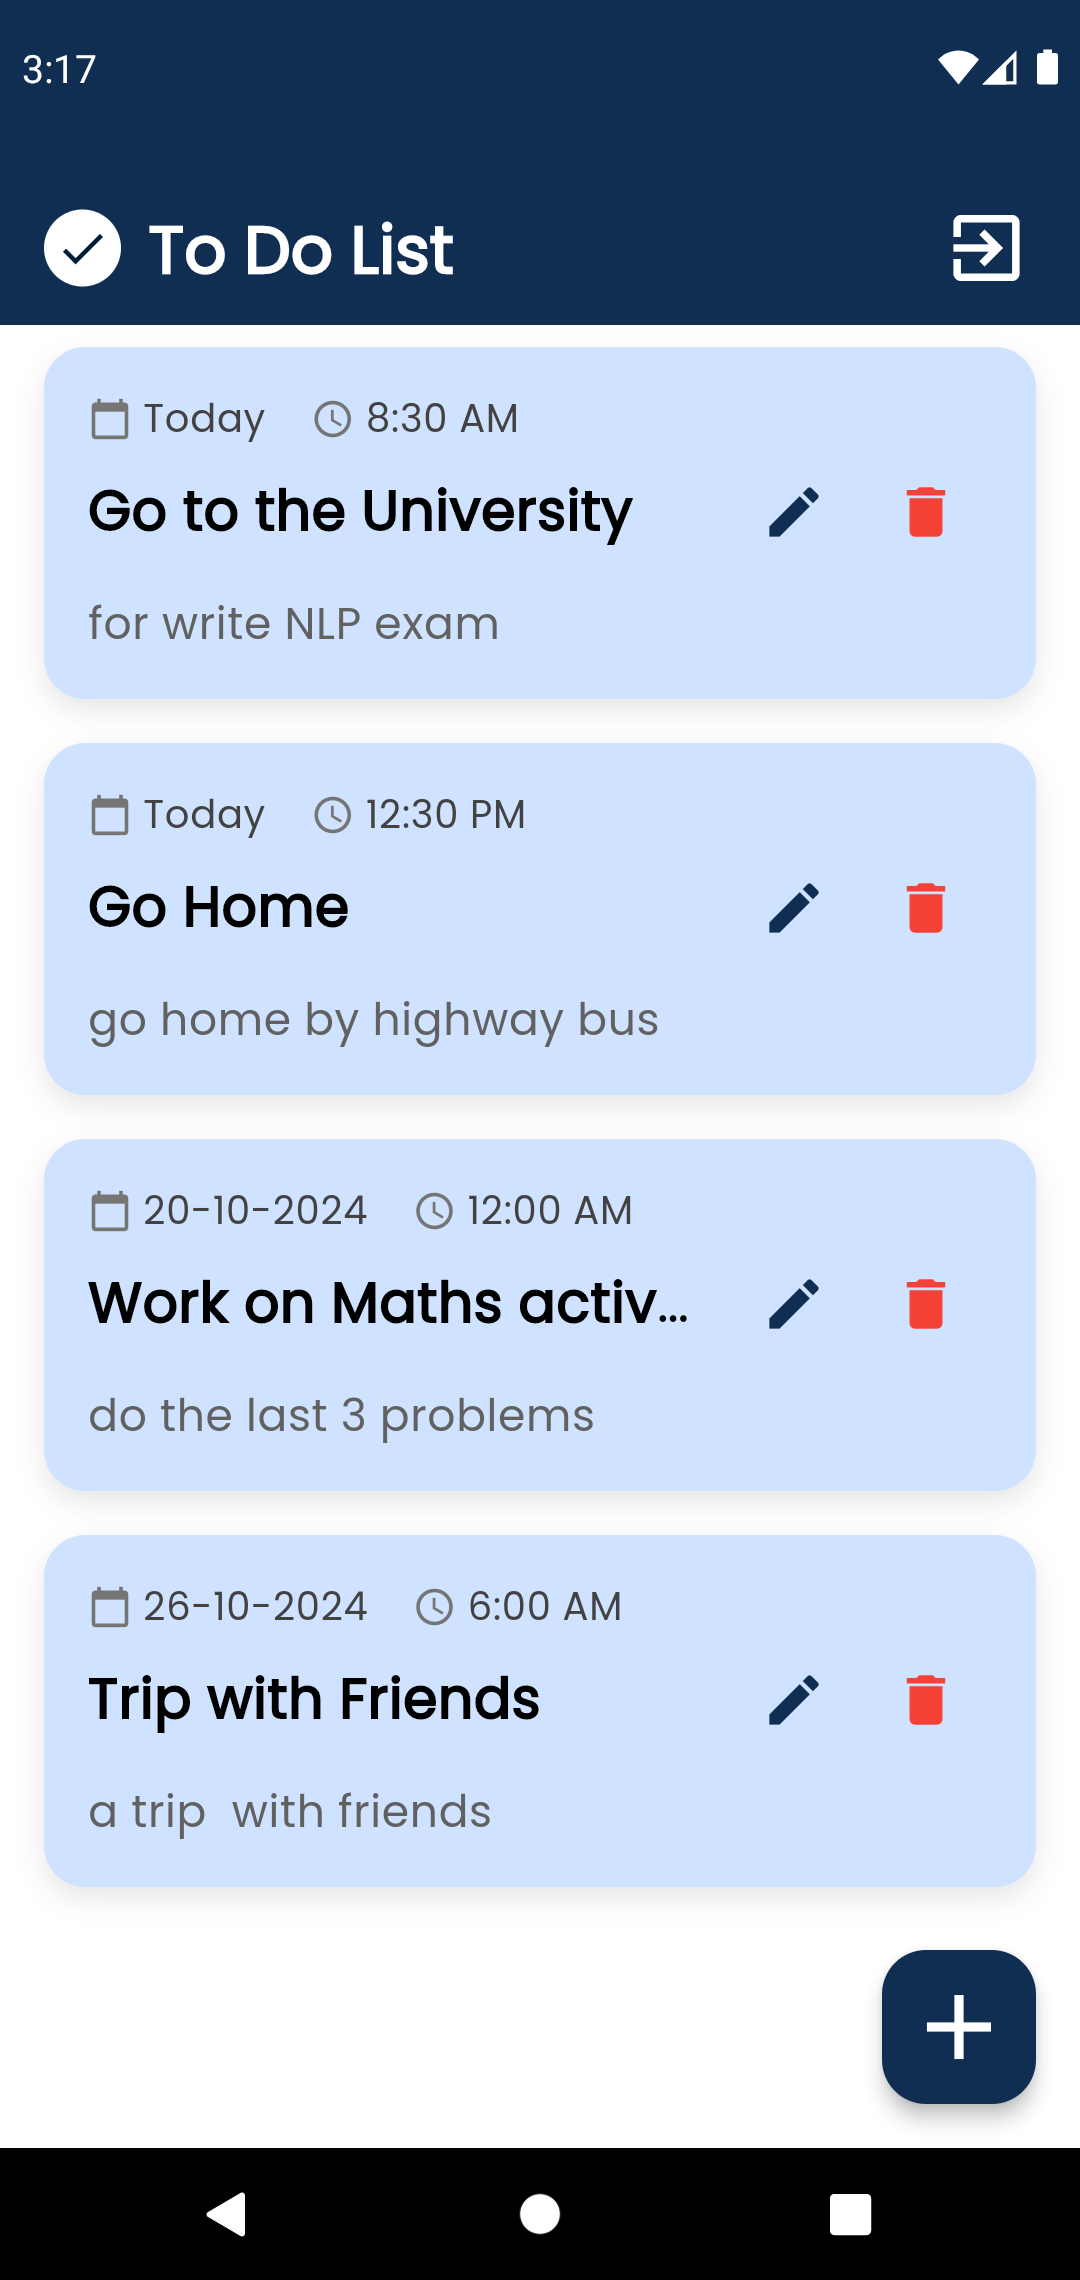 3:17
To Do List
Today 8:30 AM
Go to the University
for write NLP exam
Today 12:30 PM
Go Home
go home by highway bus
20-10-2024 12:00 AM
Work on Maths activ...
do the last 3 problems
26-10-2024 6:00 AM
Trip with Friends
a trip  with friends